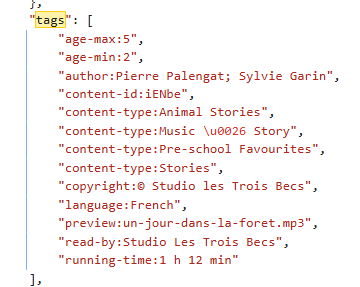 },
"tags": [
"age-max:5",
"age-min:2",
"author:Pierre Palengat; Sylvie Garin",
"content-id:iENbe",
"content-type:Animal Stories",
"content-type:Music \u0026 Story",
"content-type:Pre-school Favourites",
"content-type:Stories",
"copyright:© Studio les Trois Becs",
"language:French",
"preview:un-jour-dans-la-foret.mp3",
"read-by:Studio Les Trois Becs",
"running-time:1 h 12 min"
],